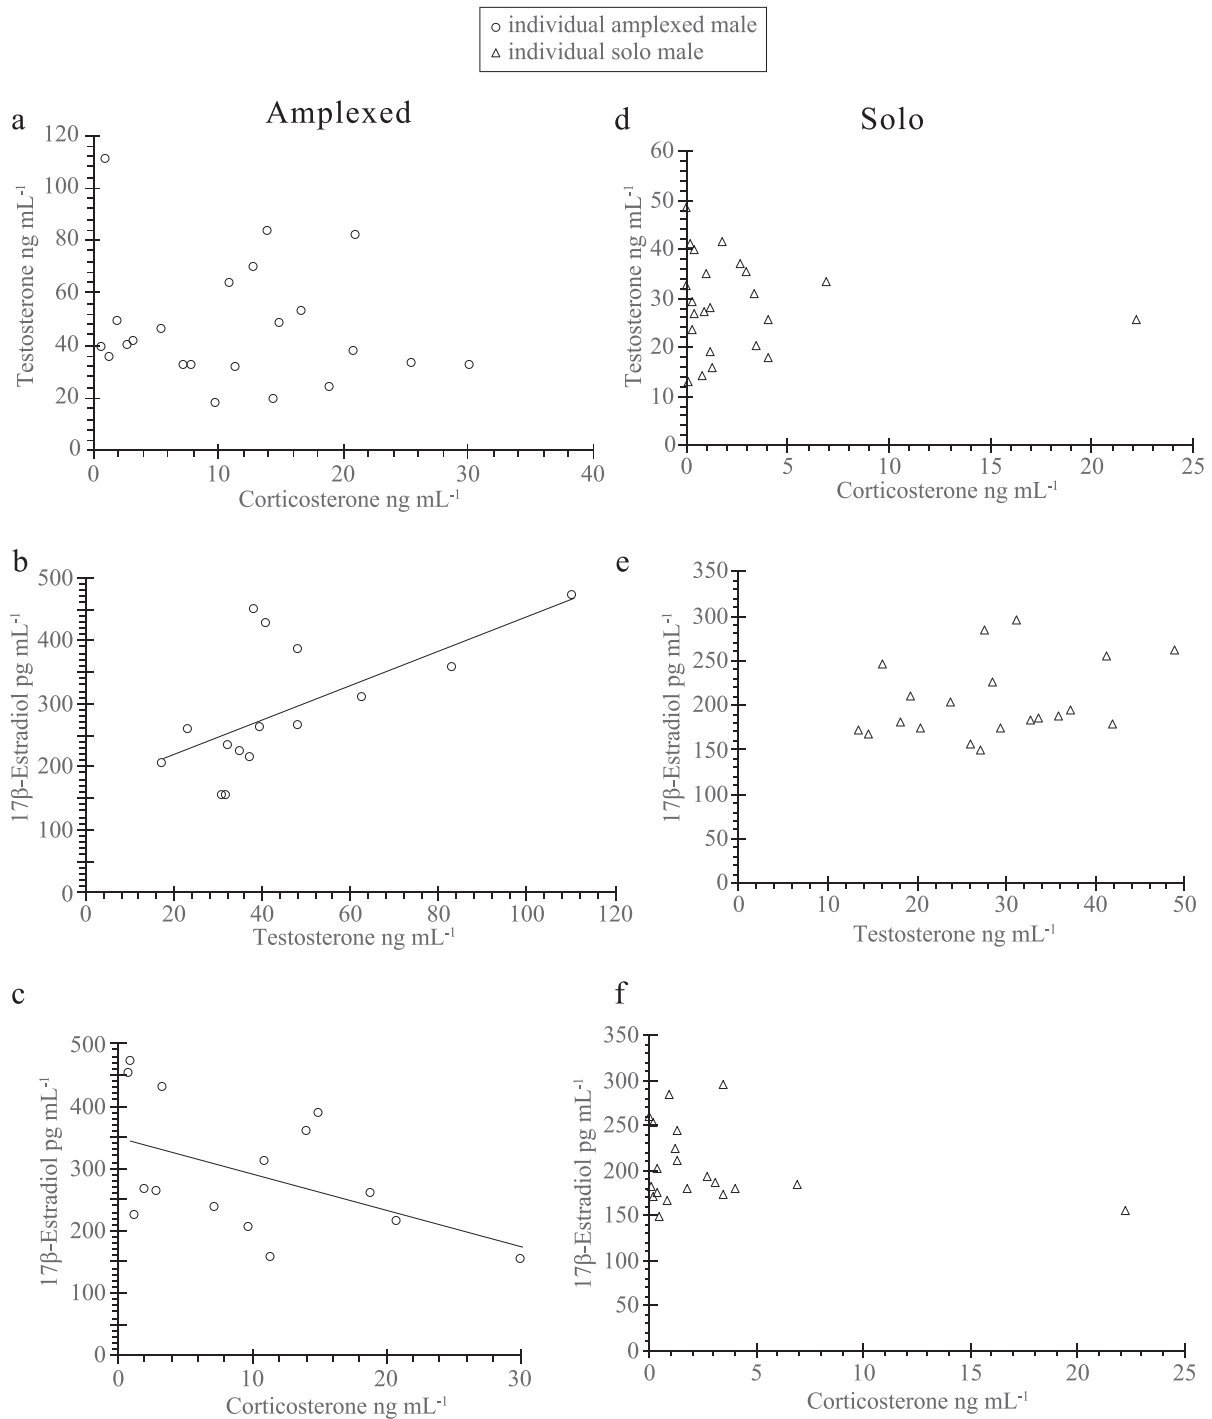 individual amplexed male
individual solo male
a
Amplexed
120
100
80
60
40
20
0
Testosterone ng mL⁻¹
0 10 20 30 40
Corticosterone ng mL⁻¹
d
Solo
60
50
40
30
20
10
0
Testosterone ng mL⁻¹
0 5 10 15 20 25
Corticosterone ng mL⁻¹
b
500
400
300
200
100
0
17β-Estradiol pg mL⁻¹
0 20 40 60 80 100 120
Testosterone ng mL⁻¹
e
350
300
250
200
150
100
50
0
17β-Estradiol pg mL⁻¹
0 10 20 30 40 50
Testosterone ng mL⁻¹
c
500
400
300
200
100
0
17β-Estradiol pg mL⁻¹
0 10 20 30
Corticosterone ng mL⁻¹
f
350
300
250
200
150
100
50
0
17β-Estradiol pg mL⁻¹
0 5 10 15 20 25
Corticosterone ng mL⁻¹